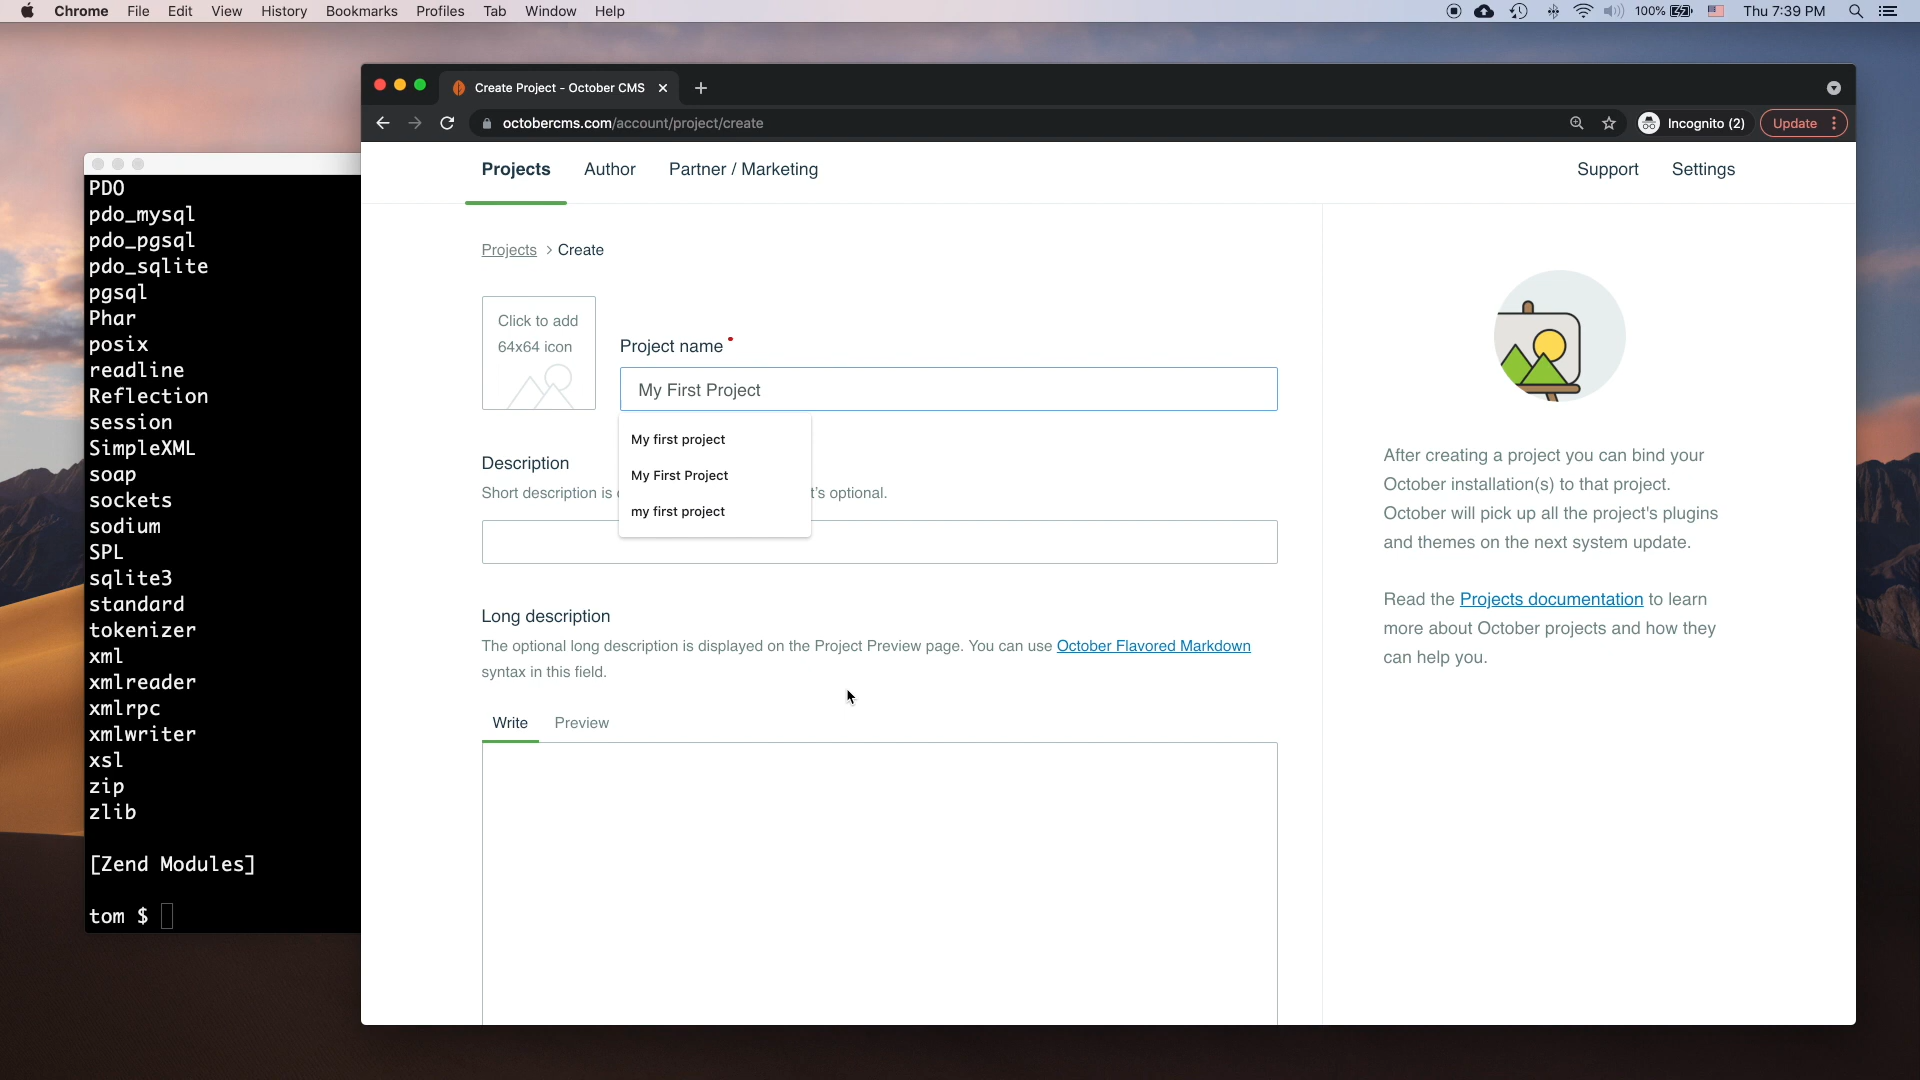 Chrome File Edit View History Bookmarks Profiles Tab Window Help
100% Thu 7:39 PM
Create Project - October CMS
octobercms.com/account/project/create
Incognito (2)
Update
PDO
pdo_mysql
pdo_pgsql
pdo_sqlite
pgsql
Phar
posix
readline
Reflection
session
SimpleXML
soap
sockets
sodium
SPL
sqlite3
standard
tokenizer
xml
xmlreader
xmlrpc
xmlwriter
xsl
zip
zlib
[Zend Modules]
tom $
Projects Author Partner / Marketing Support Settings
Projects > Create
Click to add
64x64 icon
Project name
My First Project
My first project
My First Project
my first project
Description
Short description is t's optional.
Long description
The optional long description is displayed on the Project Preview page. You can use October Flavored Markdown
syntax in this field.
Write Preview
After creating a project you can bind your
October installation(s) to that project.
October will pick up all the project's plugins
and themes on the next system update.
Read the Projects documentation to learn
more about October projects and how they
can help you.